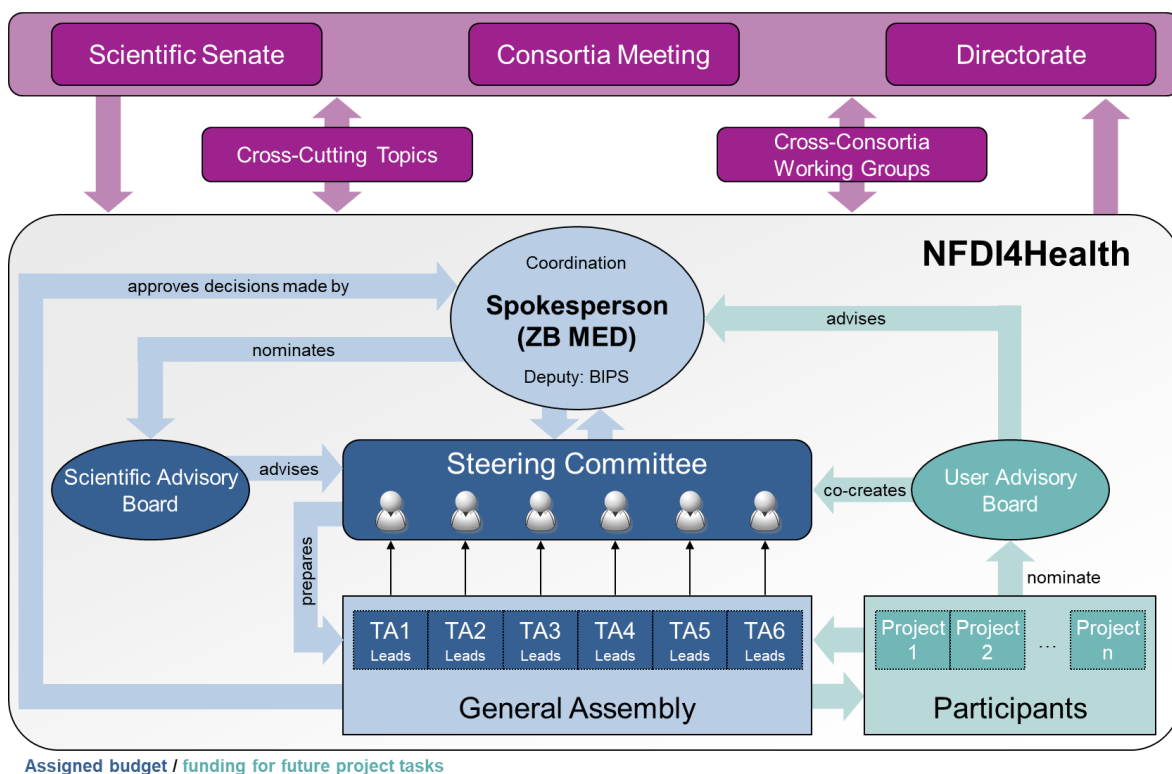 Scientific Senate
Consortia Meeting
Directorate
Cross-Cutting Topics
Cross-Consortia
Working Groups
NFDI4Health
Coordination
Spokesperson
(ZB MED)
Deputy: BIPS
approves decisions made by
nominates
advises
Scientific Advisory
Board
advises
Steering Committee
co-creates
User Advisory
Board
prepares
nominate
TA1
Leads
TA2
Leads
TA3
Leads
TA4
Leads
TA5
Leads
TA6
Leads
General Assembly
Project
1
Project
2
...
Project
n
Participants
Assigned budget / funding for future project tasks